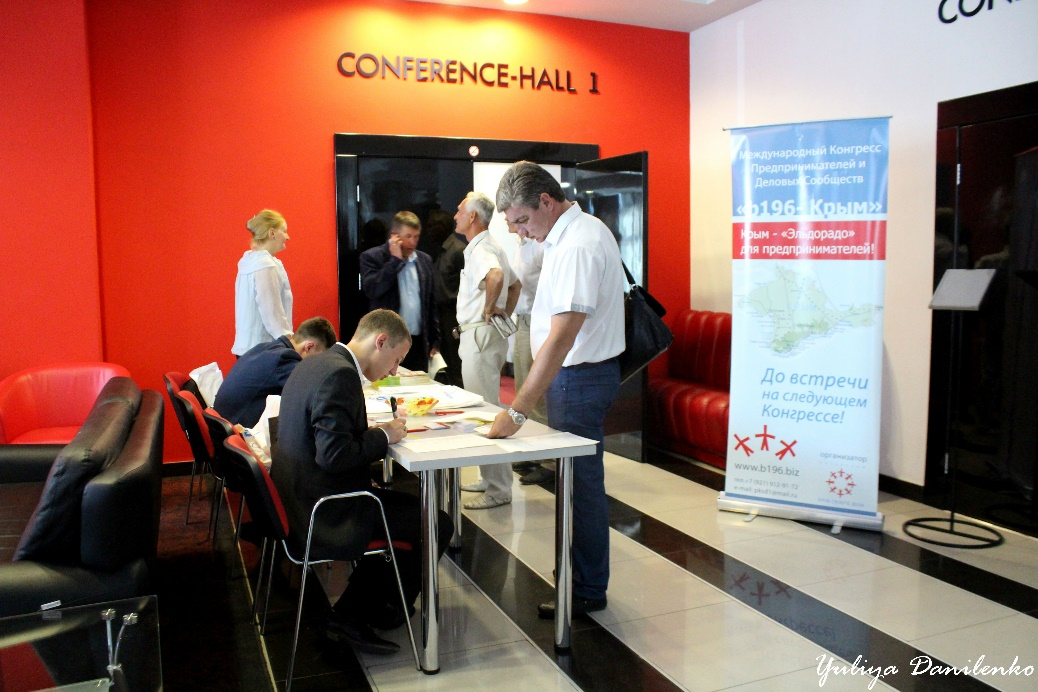 CONFERENCE-HALL 1
CON
Международный Конгресс
Предпринимателей и
Деловых Сообществ
«b196- Крым»
Крым - «Эльдорадо»
для предпринимателей!
До встречи
на следующем
Конгрессе!
организатор
www.b196.biz
Yuliya Danilenko